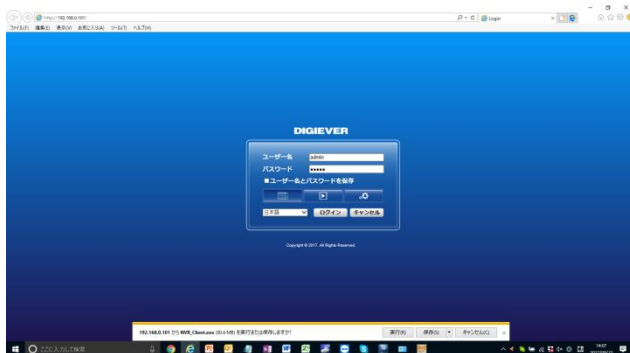 http://192.168.0.101/
Login
ファイル(F) 編集(E) 表示(V) お気に入り(A) ツール(T) ヘルプ(H)
DIGIEVER
ユーザー名 admin
パスワード •••••
ユーザー名とパスワードを保存
日本語 ログイン キャンセル
Copyright © 2017. All Rights Reserved
192.168.0.101 から NVR_Client.exe を実行または保存しますか?
実行(R) 保存(S) キャンセル(C)
ここに入力して検索